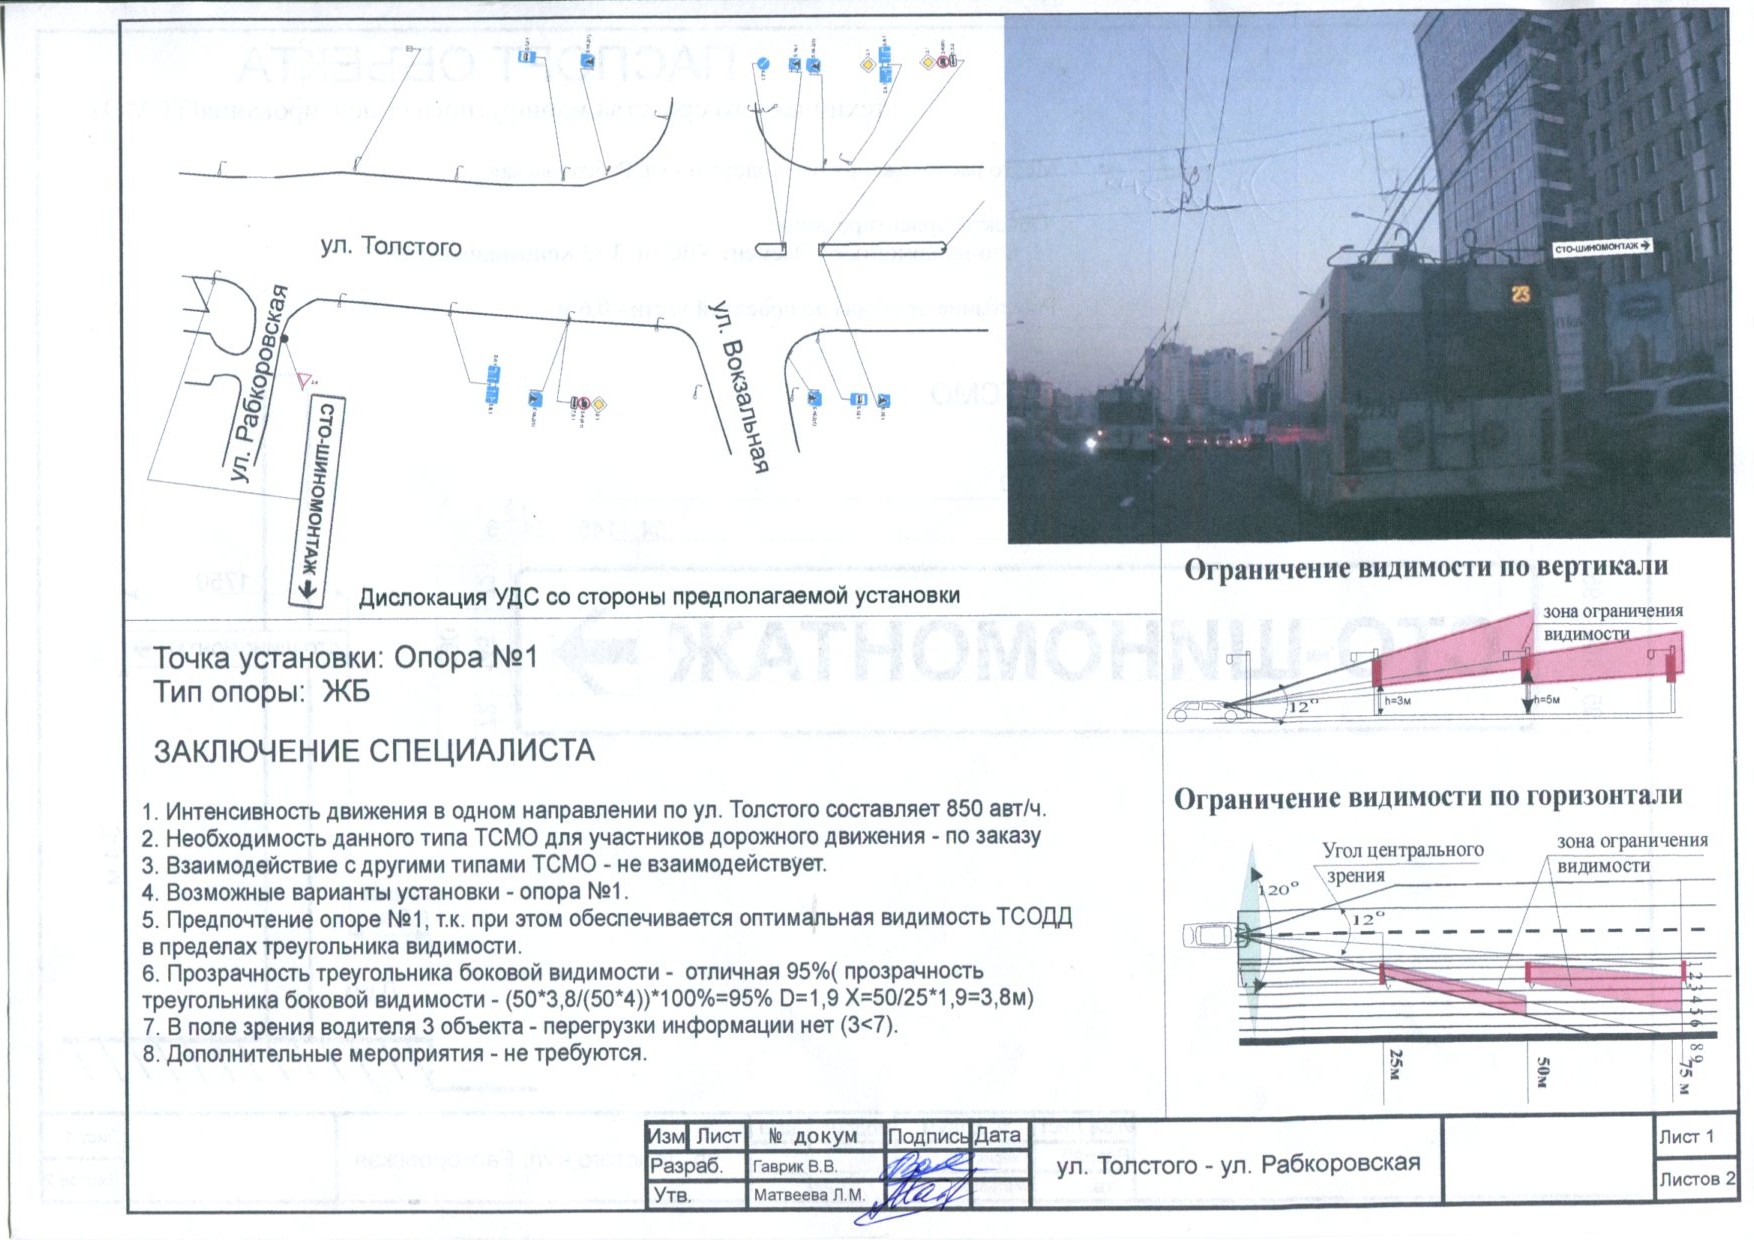 ул. Толстого
ул. Рабкоровская
ул. Вокзальная
СТО-ШИНОМОНТАЖ
Дислокация УДС со стороны предполагаемой установки
23
СТО-ШИНОМОНТАЖ
Точка установки: Опора №1
Тип опоры: ЖБ
ЗАКЛЮЧЕНИЕ СПЕЦИАЛИСТА
1. Интенсивность движения в одном направлении по ул. Толстого составляет 850 авт/ч.
2. Необходимость данного типа ТСМО для участников дорожного движения - по заказу
3. Взаимодействие с другими типами ТСМО - не взаимодействует.
4. Возможные варианты установки - опора №1.
5. Предпочтение опоре №1, т.к. при этом обеспечивается оптимальная видимость ТСОДД
в пределах треугольника видимости.
6. Прозрачность треугольника боковой видимости - отличная 95%( прозрачность
треугольника боковой видимости - (50*3,8/(50*4))*100%=95% D=1,9 X=50/25*1,9=3,8м)
7. В поле зрения водителя 3 объекта - перегрузки информации нет (3<7).
8. Дополнительные мероприятия - не требуются.
Ограничение видимости по вертикали
зона ограничения
видимости
12°
h=3м
h=5м
Ограничение видимости по горизонтали
Угол центрального
зрения
зона ограничения
видимости
120°
12°
1 2 3 4 5 6 8 9
25м
50м
75 м
Изм Лист № докум Подпись Дата
Разраб. Гаврик В.В.
Утв. Матвеева Л.М.
ул. Толстого - ул. Рабкоровская
Лист 1
Листов 2